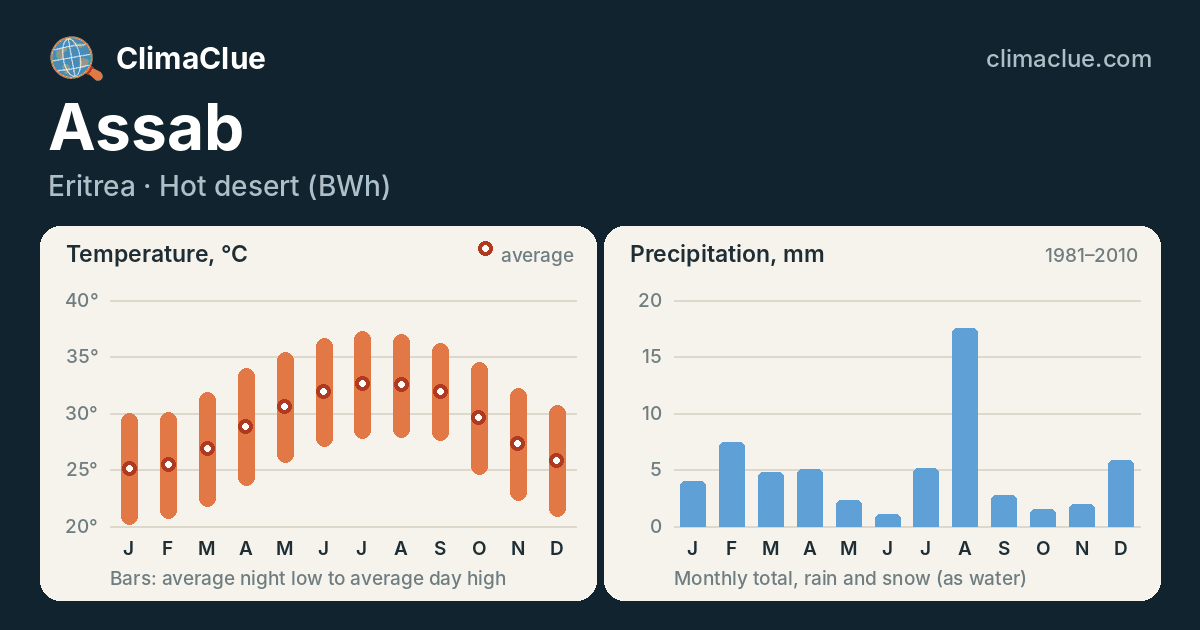 ClimaClue
climaclue.com
Assab
Eritrea · Hot desert (BWh)
Temperature, °C
average
40°
35°
30°
25°
20°
J F M A M J J A S O N D
Bars: average night low to average day high
Precipitation, mm
1981–2010
20
15
10
5
0
J F M A M J J A S O N D
Monthly total, rain and snow (as water)